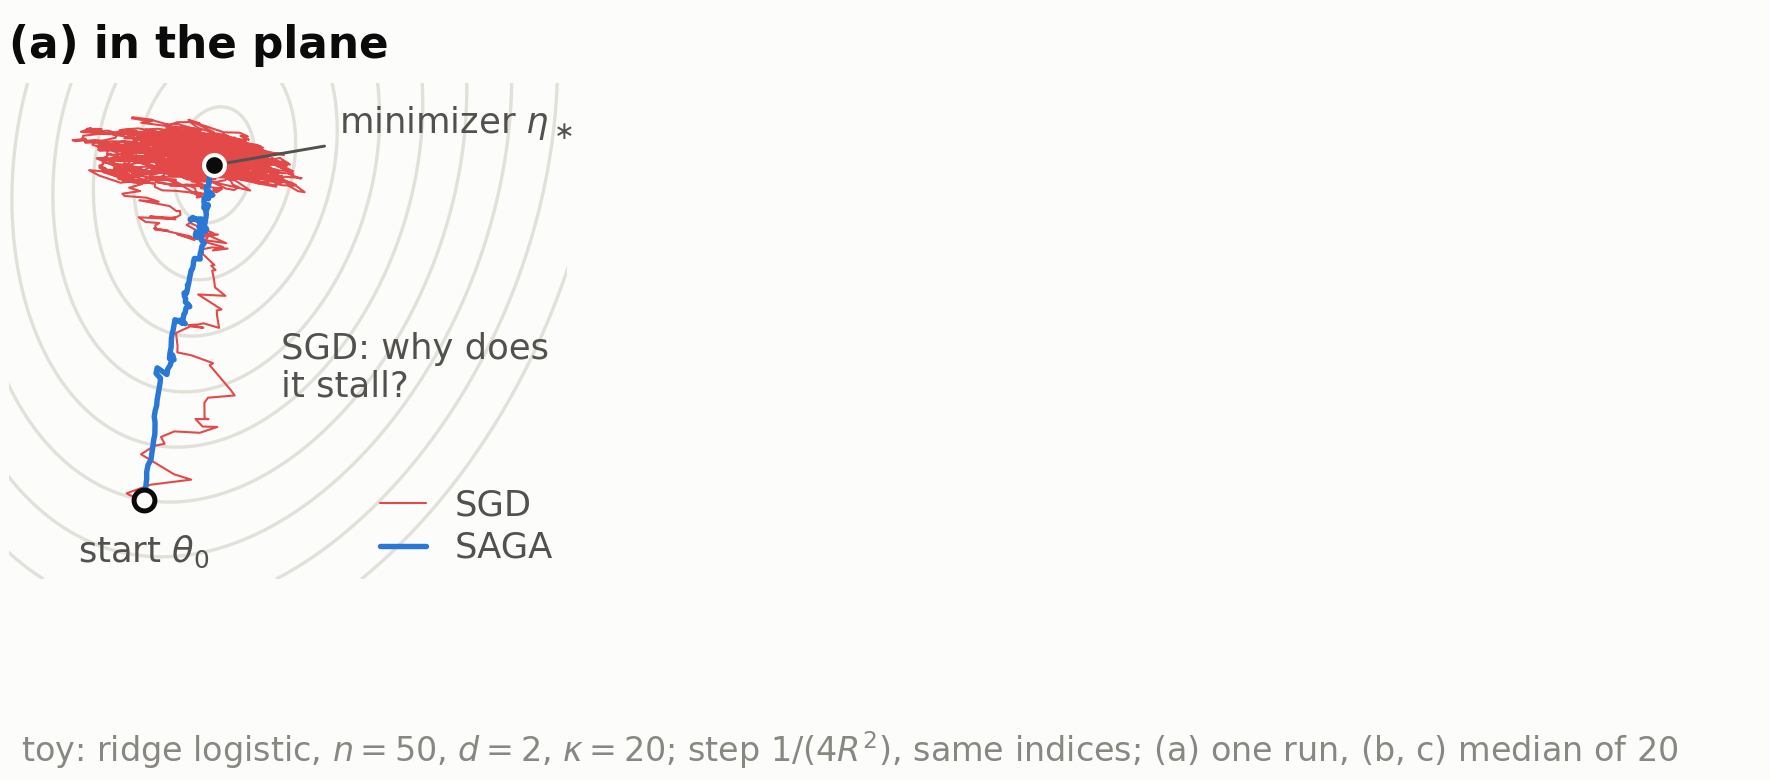 (a) in the plane
minimizer η∗
SGD: why does
it stall?
SGD
SAGA
start θ₀
toy: ridge logistic, n = 50, d = 2, κ = 20; step 1/(4R²), same indices; (a) one run, (b, c) median of 20